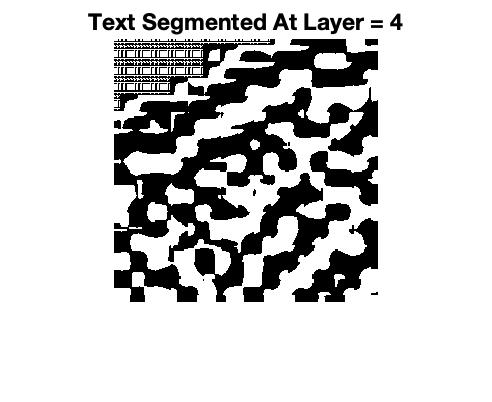 Text Segmented At Layer = 4